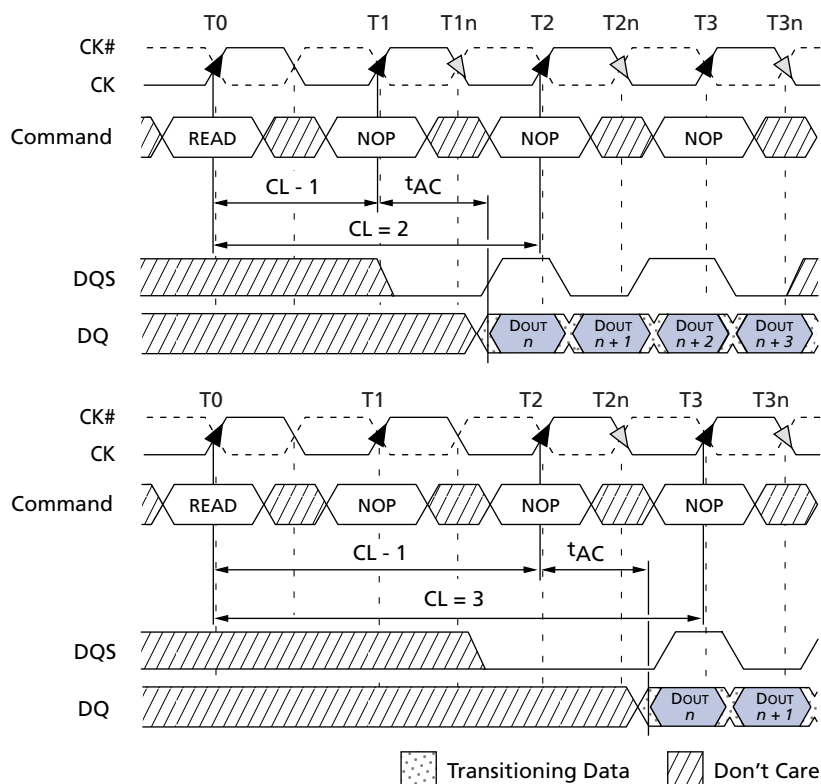 T0 T1 T1n T2 T2n T3 T3n
CK#
CK
Command READ NOP NOP NOP
CL - 1 tAC
CL = 2
DQS
DQ DOUT n DOUT n + 1 DOUT n + 2 DOUT n + 3
T0 T1 T2 T2n T3 T3n
CK#
CK
Command READ NOP NOP NOP
CL - 1 tAC
CL = 3
DQS
DQ DOUT n DOUT n + 1
Transitioning Data Don't Care